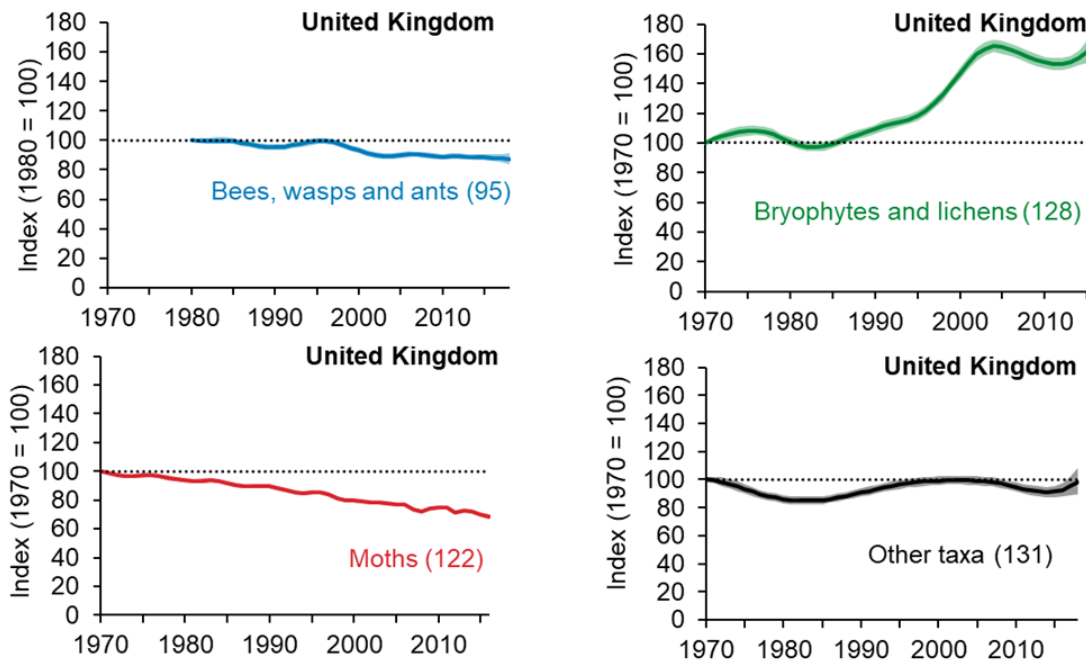 United Kingdom
Index (1980 = 100)
180
160
140
120
100
80
60
40
20
0
Bees, wasps and ants (95)
1970 1980 1990 2000 2010
United Kingdom
Index (1970 = 100)
180
160
140
120
100
80
60
40
20
0
Bryophytes and lichens (128)
1970 1980 1990 2000 2010
United Kingdom
Index (1970 = 100)
180
160
140
120
100
80
60
40
20
0
Moths (122)
1970 1980 1990 2000 2010
United Kingdom
Index (1970 = 100)
180
160
140
120
100
80
60
40
20
0
Other taxa (131)
1970 1980 1990 2000 2010